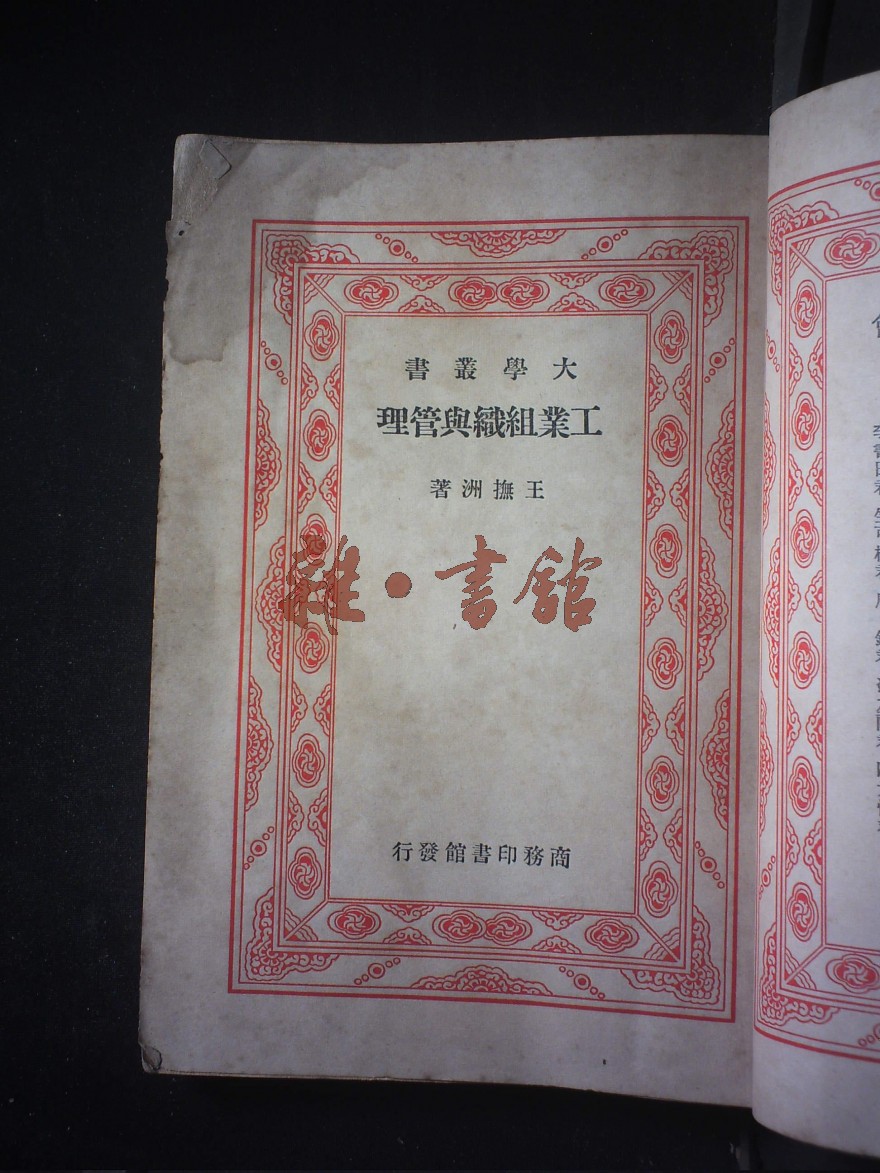 大學叢書
工業組織與管理
王撫洲著
雜·書館
商務印書館發行